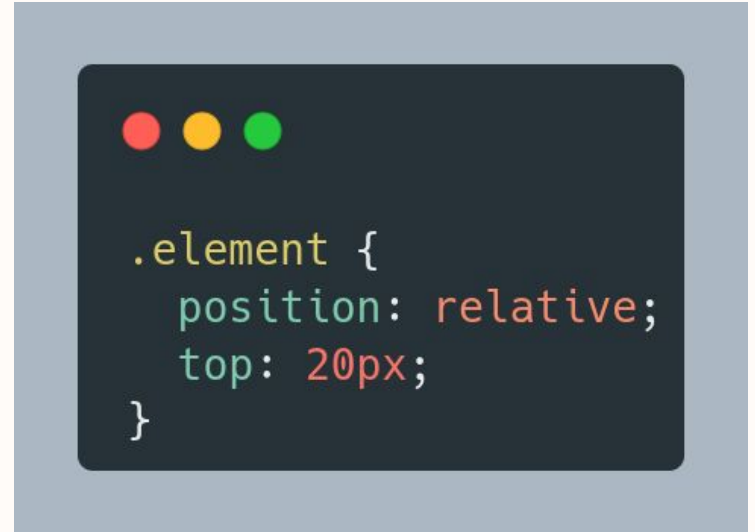 .element {
  position: relative;
  top: 20px;
}